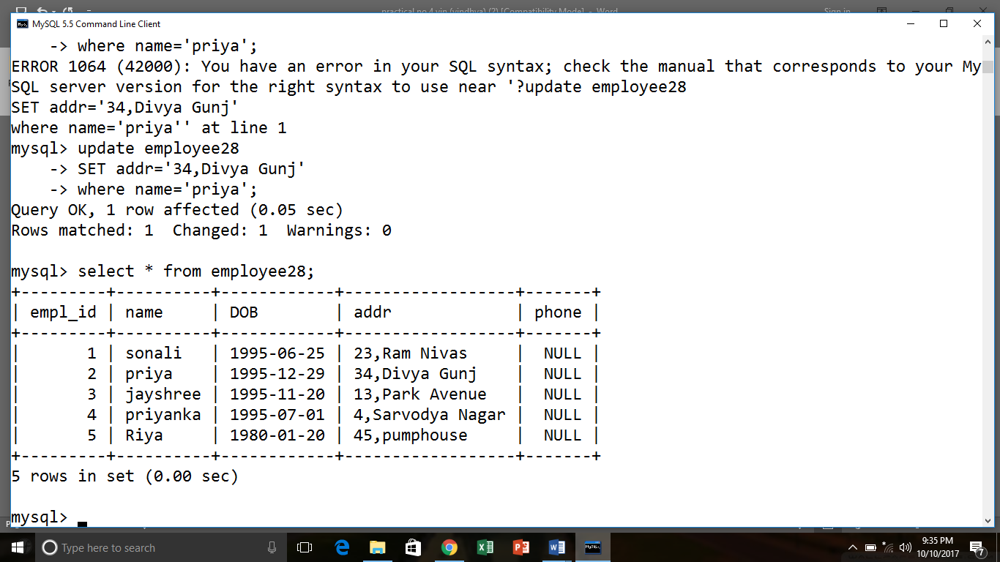 practical no 4 vin (vindhya) (2) [Compatibility Mode] - Word
Sign in
MySQL 5.5 Command Line Client
    -> where name='priya';
ERROR 1064 (42000): You have an error in your SQL syntax; check the manual that corresponds to your My
SQL server version for the right syntax to use near '?update employee28
SET addr='34,Divya Gunj'
where name='priya'' at line 1
mysql> update employee28
    -> SET addr='34,Divya Gunj'
    -> where name='priya';
Query OK, 1 row affected (0.05 sec)
Rows matched: 1  Changed: 1  Warnings: 0

mysql> select * from employee28;
+---------+----------+------------+------------------+-------+
| empl_id | name     | DOB        | addr             | phone |
+---------+----------+------------+------------------+-------+
|       1 | sonali   | 1995-06-25 | 23,Ram Nivas     |  NULL |
|       2 | priya    | 1995-12-29 | 34,Divya Gunj    |  NULL |
|       3 | jayshree | 1995-11-20 | 13,Park Avenue   |  NULL |
|       4 | priyanka | 1995-07-01 | 4,Sarvodya Nagar |  NULL |
|       5 | Riya     | 1980-01-20 | 45,pumphouse     |  NULL |
+---------+----------+------------+------------------+-------+
5 rows in set (0.00 sec)

mysql>
Type here to search
9:35 PM
10/10/2017
7